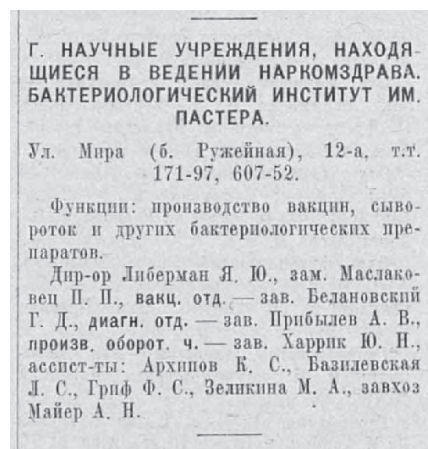 Г. НАУЧНЫЕ УЧРЕЖДЕНИЯ, НАХОДЯ-
ЩИЕСЯ В ВЕДЕНИИ НАРКОМЗДРАВА.
БАКТЕРИОЛОГИЧЕСКИЙ ИНСТИТУТ ИМ.
ПАСТЕРА.
Ул. Мира (б. Ружейная), 12-а, т.т.
171-97, 607-52.
Функции: производство вакцин, сыво-
роток и других бактериологических пре-
паратов.
Дир-ор Либерман Я. Ю., зам. Маслако-
вец П. П., вакц. отд. — зав. Белановский
Г. Д., диагн. отд. — зав. Прибылев А. В.,
произв. оборот. ч. — зав. Харрик Ю. Н.,
ассист-ты: Архипов К. С., Базилевская
Л. С., Гриф Ф. С., Зеликина М. А., завхоз
Майер А. Н.